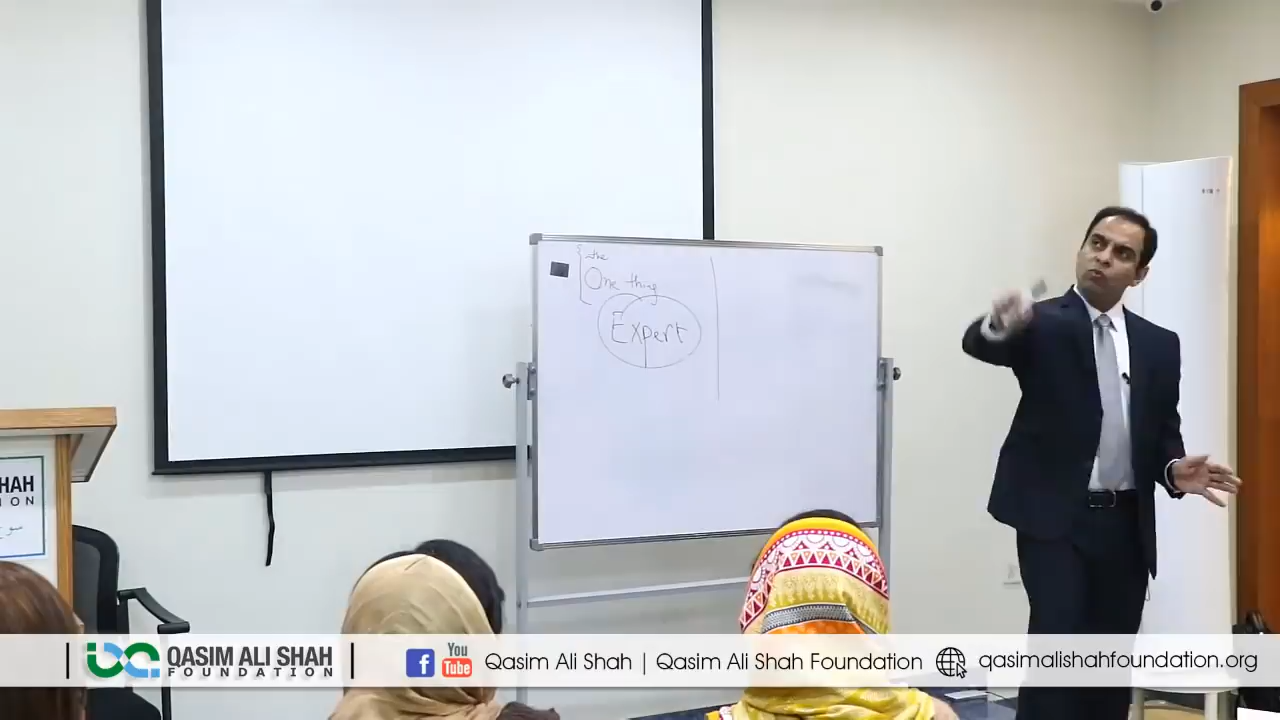 the
One thing
Expert
HAH
ION
QASIM ALI SHAH
FOUNDATION
f
You
Tube
Qasim Ali Shah | Qasim Ali Shah Foundation
qasimalishahfoundation.org